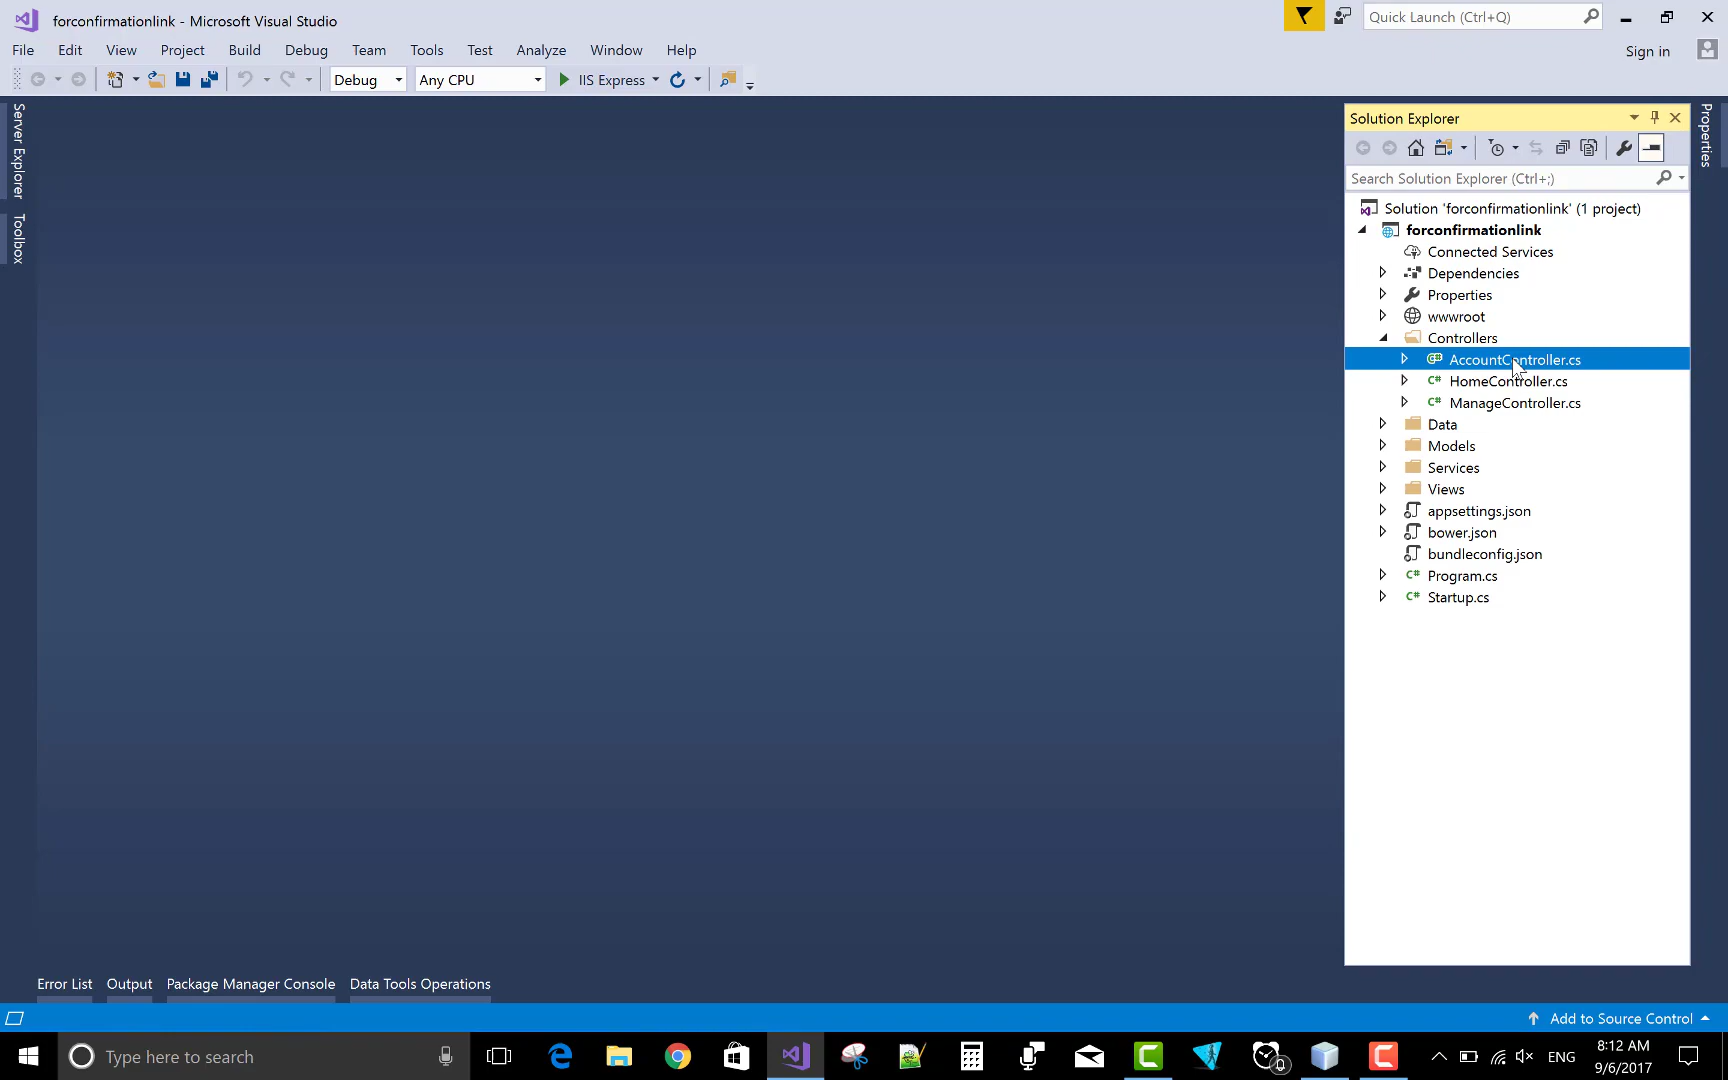 forconfirmationlink - Microsoft Visual Studio
Quick Launch (Ctrl+Q)
File Edit View Project Build Debug Team Tools Test Analyze Window Help
Sign in
Debug Any CPU IIS Express
Server Explorer
Toolbox
Solution Explorer
Properties
Search Solution Explorer (Ctrl+;)
Solution 'forconfirmationlink' (1 project)
forconfirmationlink
Connected Services
Dependencies
Properties
wwwroot
Controllers
C# AccountController.cs
C# HomeController.cs
C# ManageController.cs
Data
Models
Services
Views
appsettings.json
bower.json
bundleconfig.json
C# Program.cs
C# Startup.cs
Error List Output Package Manager Console Data Tools Operations
Add to Source Control
Type here to search
ENG
8:12 AM
9/6/2017